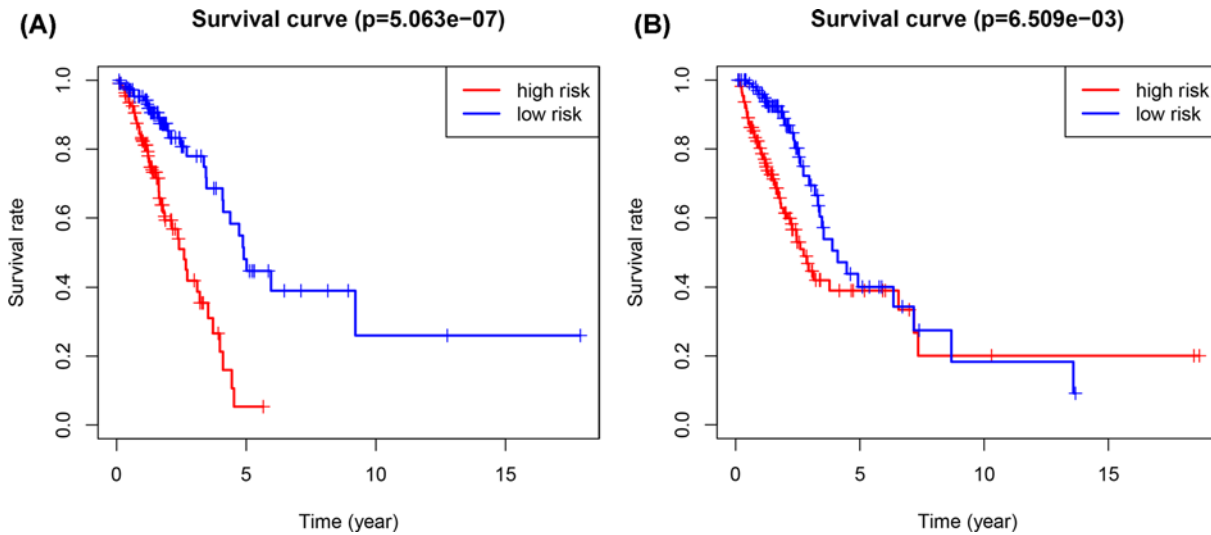 (A)
Survival curve (p=5.063e−07)
high risk
low risk
Survival rate
1.0
0.8
0.6
0.4
0.2
0.0
0 5 10 15
Time (year)
(B)
Survival curve (p=6.509e−03)
high risk
low risk
Survival rate
1.0
0.8
0.6
0.4
0.2
0.0
0 5 10 15
Time (year)